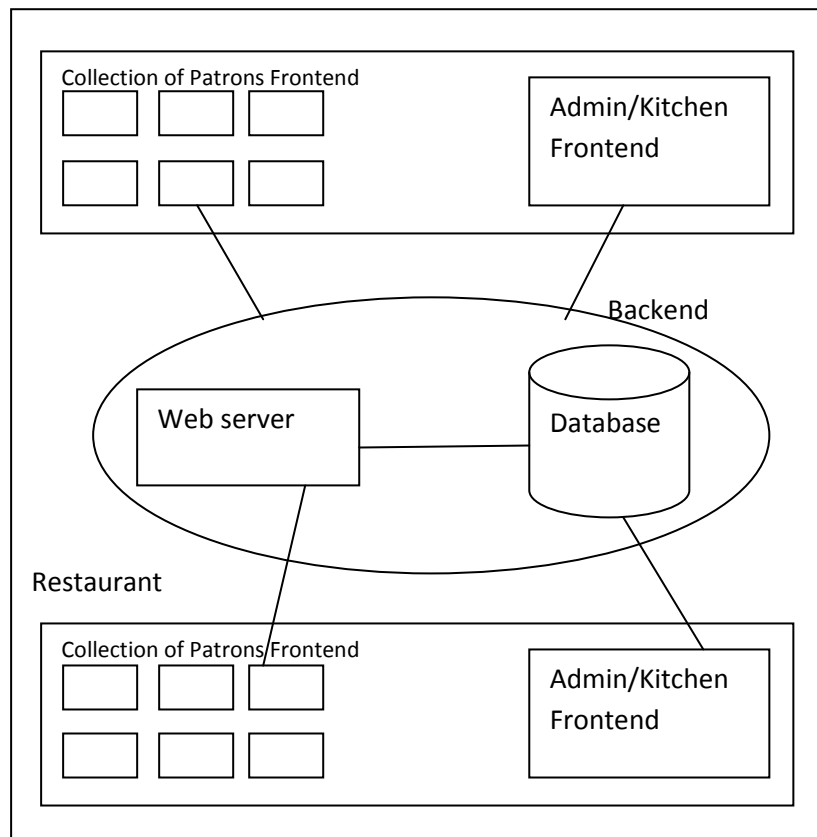 Collection of Patrons Frontend
Admin/Kitchen
Frontend
Backend
Web server
Database
Restaurant
Collection of Patrons Frontend
Admin/Kitchen
Frontend